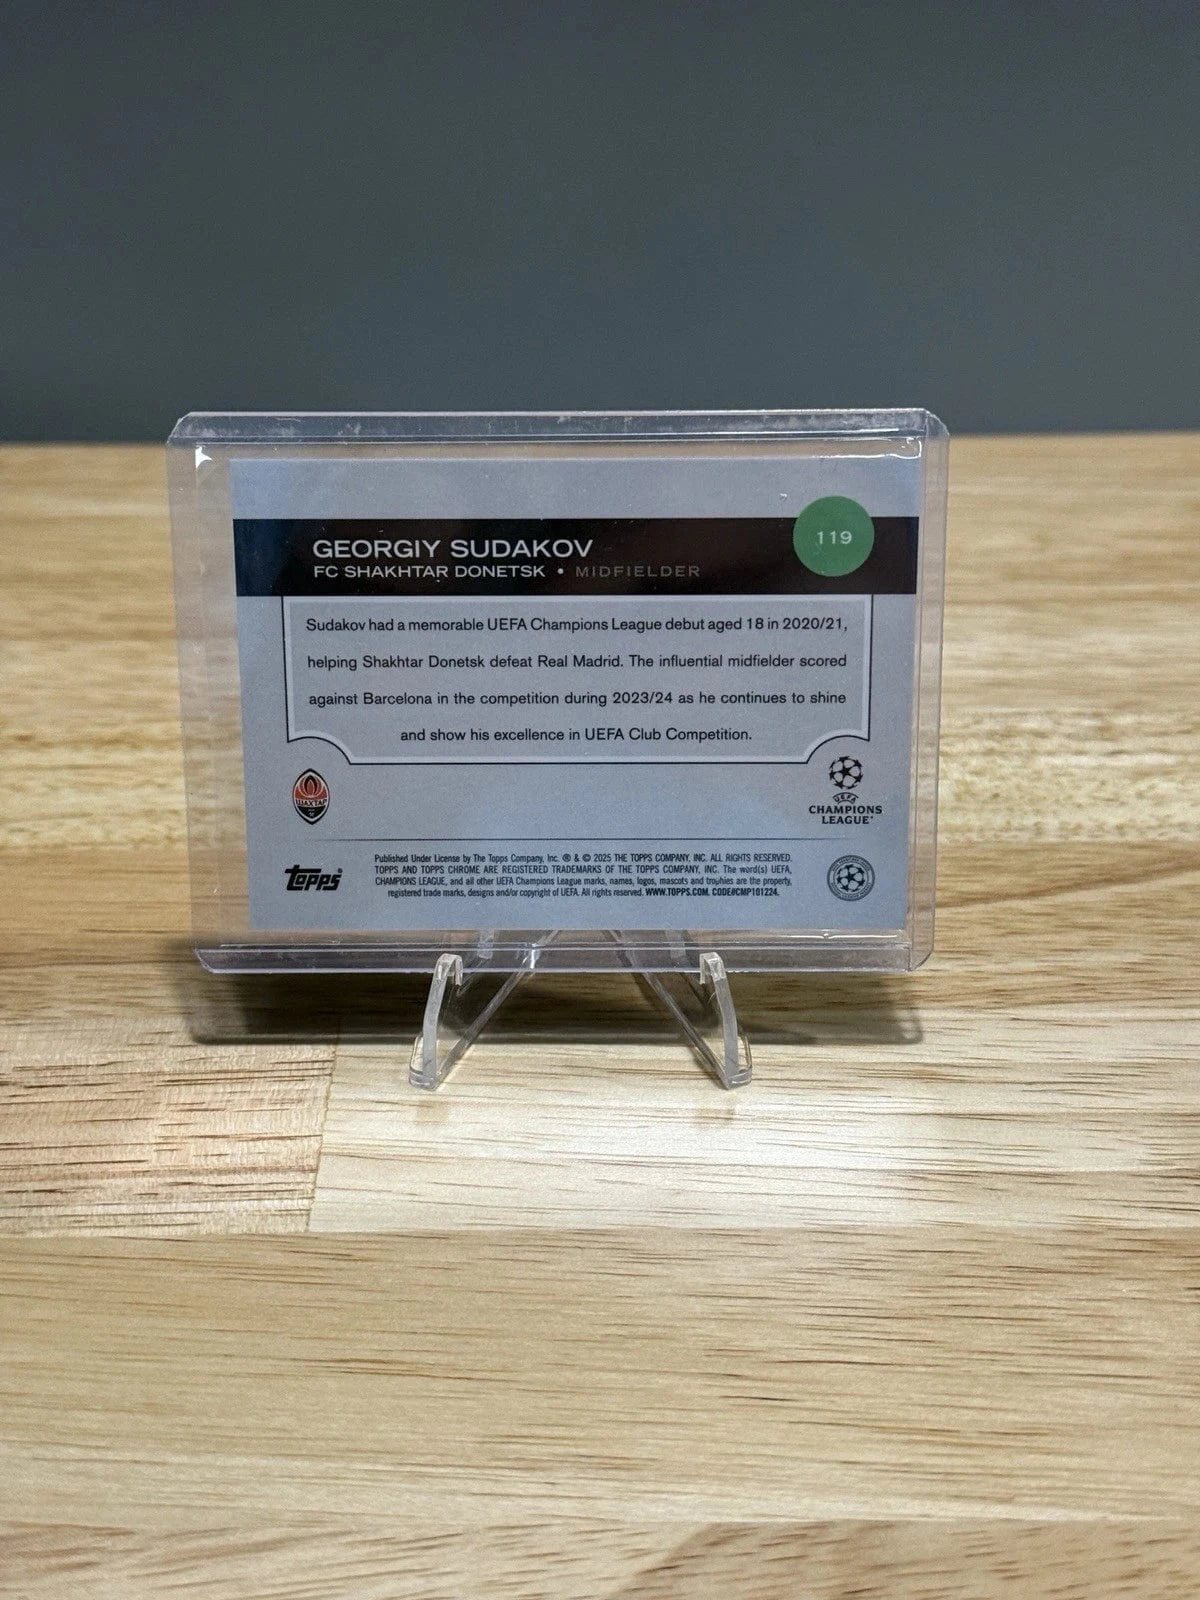 GEORGIY SUDAKOV
119
FC SHAKHTAR DONETSK • MIDFIELDER
Sudakov had a memorable UEFA Champions League debut aged 18 in 2020/21,
helping Shakhtar Donetsk defeat Real Madrid. The influential midfielder scored
against Barcelona in the competition during 2023/24 as he continues to shine
and show his excellence in UEFA Club Competition.
ШАХТАР
UEFA
CHAMPIONS
LEAGUE
topps
Published Under License by The Topps Company, Inc. ® & © 2025 THE TOPPS COMPANY, INC. ALL RIGHTS RESERVED.
TOPPS AND TOPPS CHROME ARE REGISTERED TRADEMARKS OF THE TOPPS COMPANY, INC. The word(s) UEFA,
CHAMPIONS LEAGUE, and all other UEFA Champions League marks, names, logos, mascots and trophies are the property,
registered trade marks, designs and/or copyright of UEFA. All rights reserved. WWW.TOPPS.COM. CODE#CMP101224.